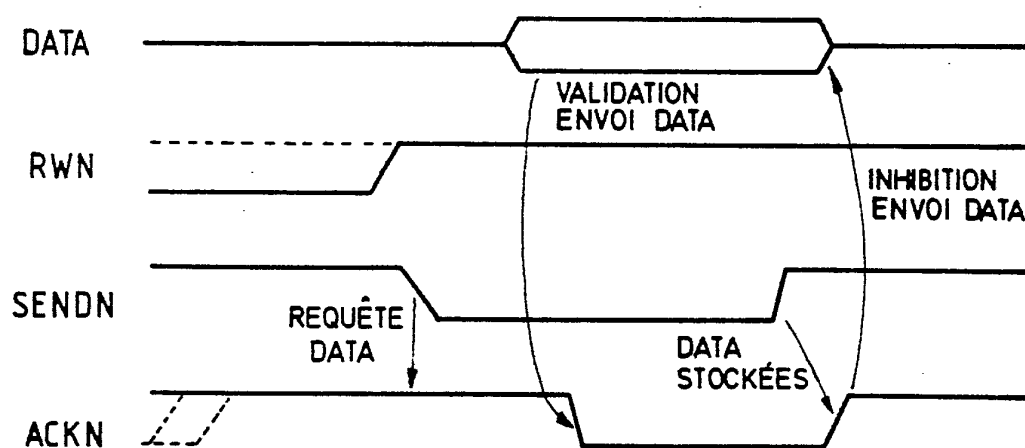 DATA
VALIDATION
ENVOI DATA
RWN
INHIBITION
ENVOI DATA
SENDN
REQUÊTE
DATA
DATA
STOCKÉES
ACKN